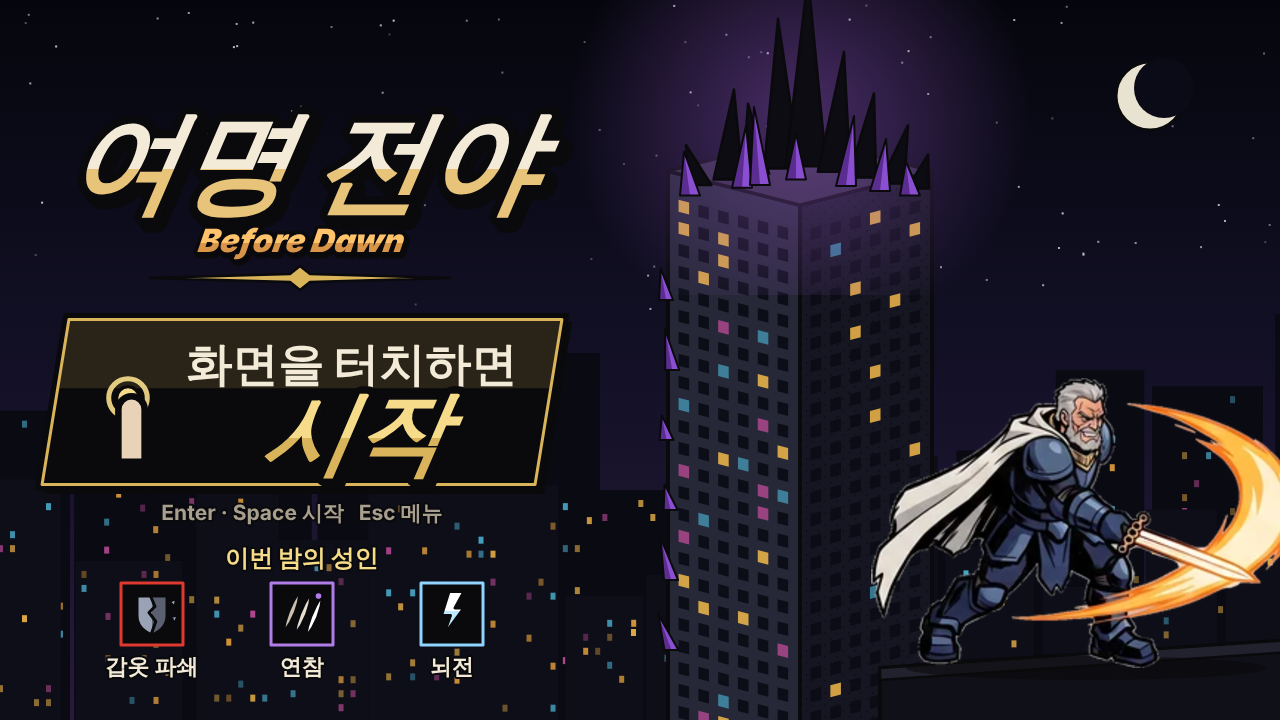 여명 전야
Before Dawn
화면을 터치하면
시작
Enter · Space 시작 Esc 메뉴
이번 밤의 성인
갑옷 파쇄
연참
뇌전